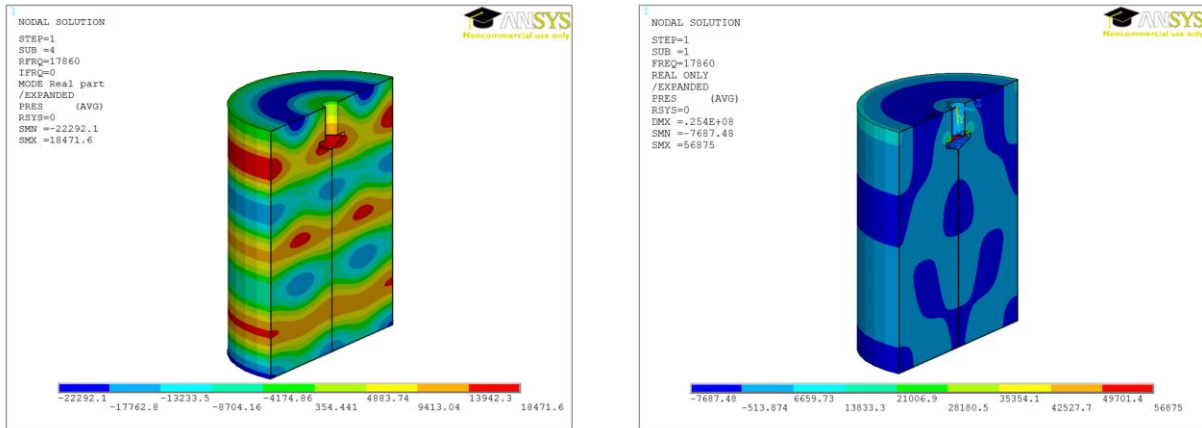 1
NODAL SOLUTION
STEP=1
SUB =4
RFRQ=17860
IFRQ=0
MODE Real part
/EXPANDED
PRES (AVG)
RSYS=0
SMN =-22292.1
SMX =18471.6
ANSYS
Noncommercial use only
-22292.1 -13233.5 -4174.86 4883.74 13942.3
-17762.8 -8704.16 354.441 9413.04 18471.6
1
NODAL SOLUTION
STEP=1
SUB =1
FREQ=17860
REAL ONLY
/EXPANDED
PRES (AVG)
RSYS=0
DMX =.254E+08
SMN =-7687.48
SMX =56875
ANSYS
Noncommercial use only
Z
Y
-7687.48 6659.73 21006.9 35354.1 49701.4
-513.874 13833.3 28180.5 42527.7 56875